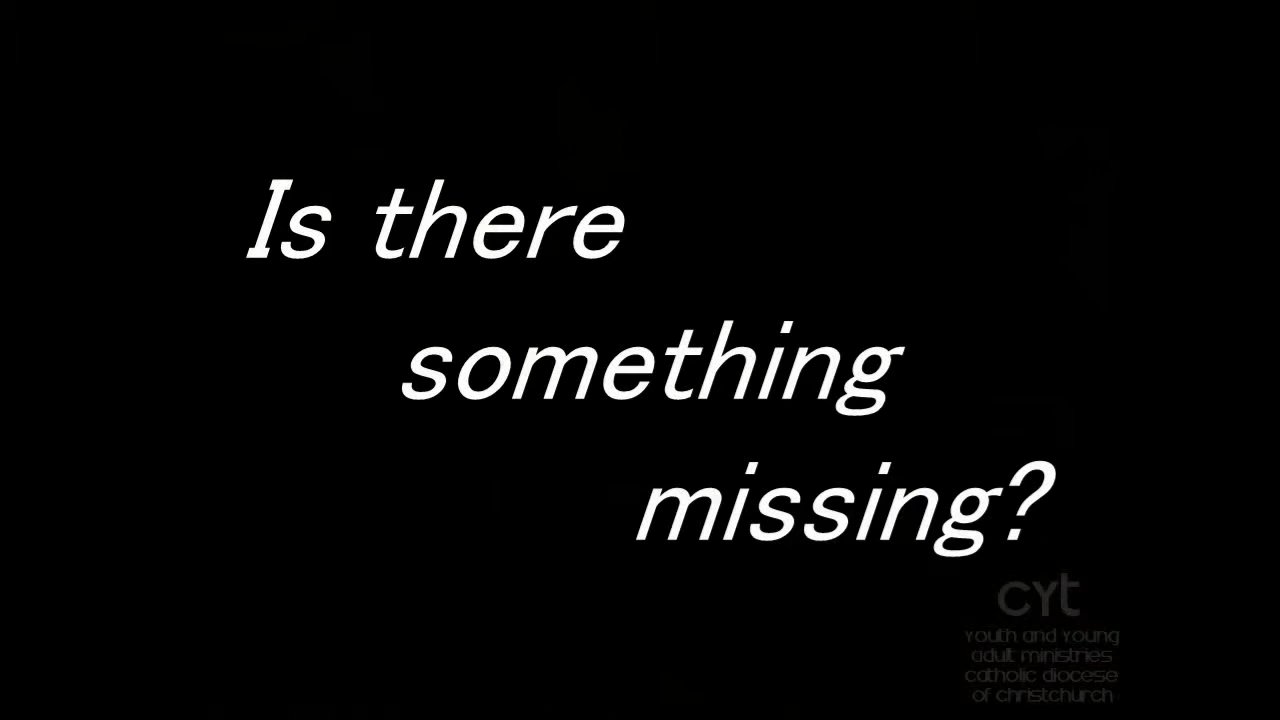 Is there
something
missing?
cyt
youth and young
adult ministries
catholic diocese
of christchurch